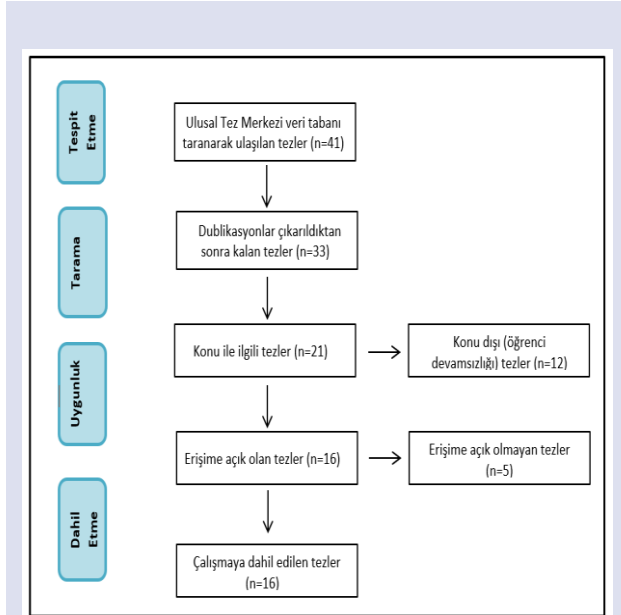 Tespit
Etme
Ulusal Tez Merkezi veri tabanı
taranarak ulaşılan tezler (n=41)
Tarama
Dublikasyonlar çıkarıldıktan
sonra kalan tezler (n=33)
Uygunluk
Konu ile ilgili tezler (n=21)
Konu dışı (öğrenci
devamsızlığı) tezler (n=12)
Erişime açık olan tezler (n=16)
Erişime açık olmayan tezler
(n=5)
Dahil
Etme
Çalışmaya dahil edilen tezler
(n=16)